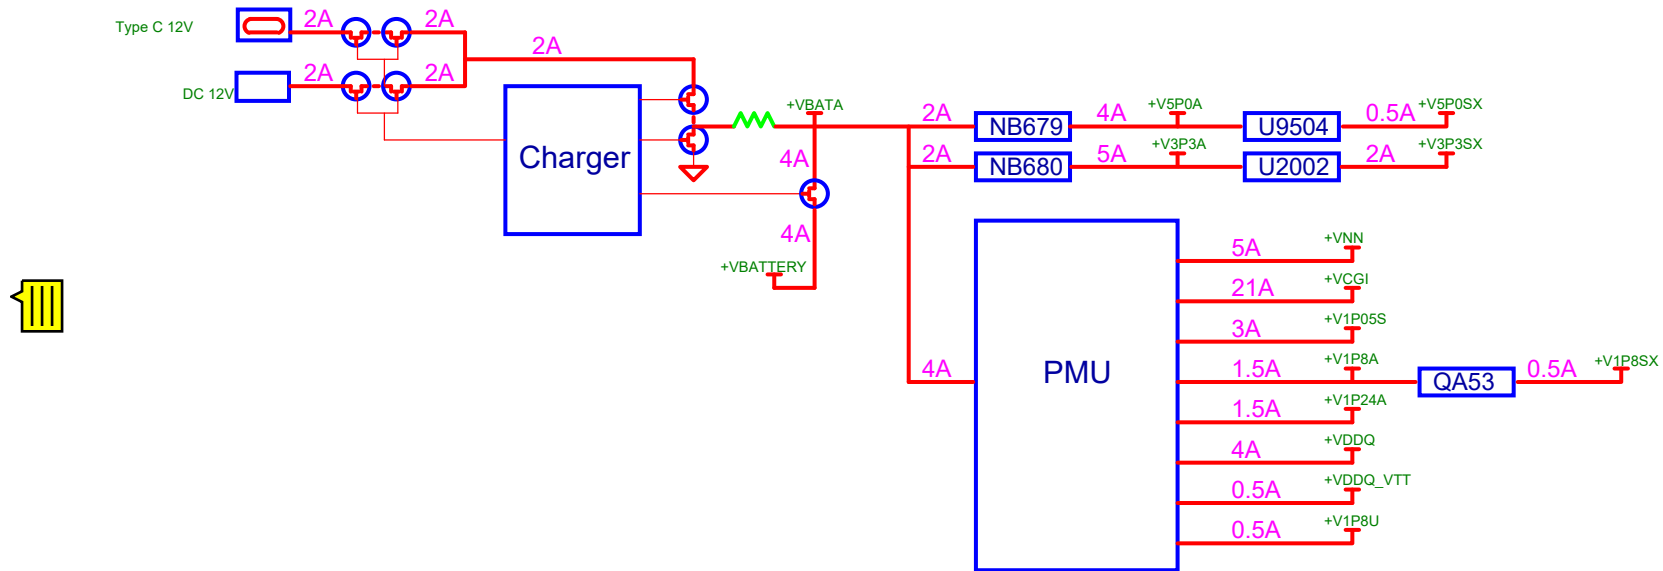 Type C 12V
2A
2A
2A
DC 12V
2A
2A
Charger
+VBATA
4A
4A
+VBATTERY
2A
NB679
4A
+V5P0A
U9504
0.5A
+V5P0SX
2A
NB680
5A
+V3P3A
U2002
2A
+V3P3SX
4A
PMU
5A
+VNN
21A
+VCGI
3A
+V1P05S
1.5A
+V1P8A
QA53
0.5A
+V1P8SX
1.5A
+V1P24A
4A
+VDDQ
0.5A
+VDDQ_VTT
0.5A
+V1P8U